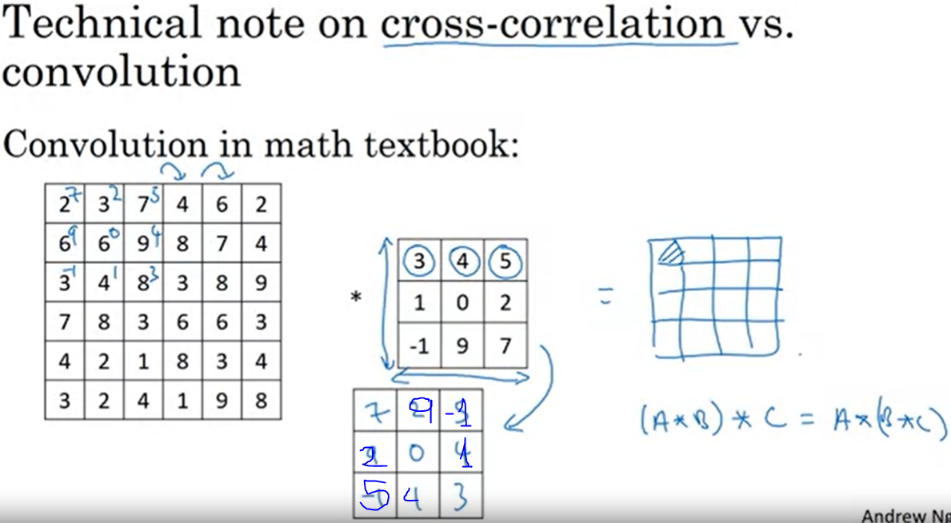 Technical note on cross-correlation vs.
convolution
Convolution in math textbook:
2 7 3 2 7 5 4 6 2
6 9 6 0 9 4 8 7 4
3 -1 4 1 8 3 3 8 9
7 8 3 6 6 3
4 2 1 8 3 4
3 2 4 1 9 8
*
3 4 5
1 0 2
-1 9 7
=
7 9 -1
2 0 1
5 4 3
(A*B)*C = A*(B*C)
Andrew